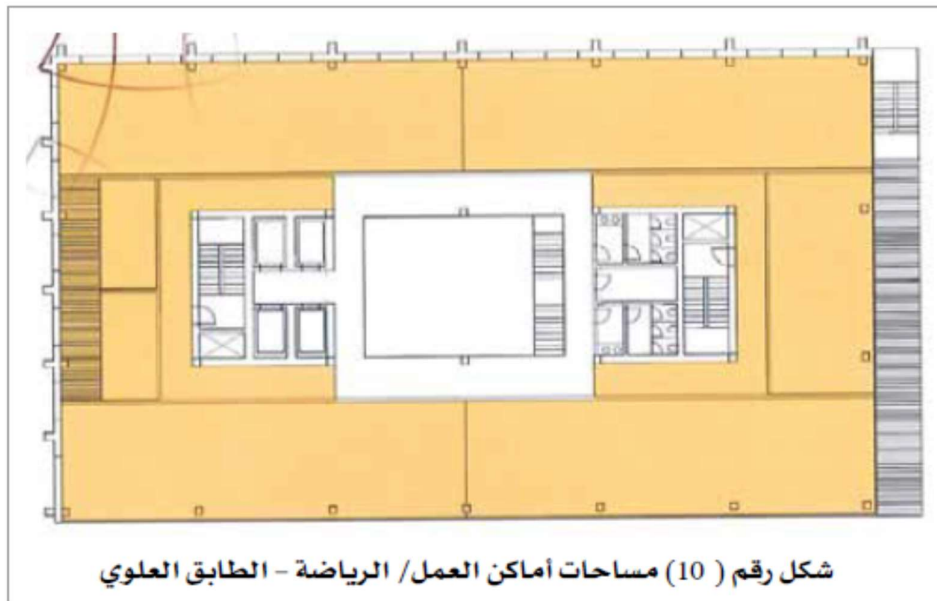 شكل رقم ( 10) مساحات أماكن العمل/ الرياضة – الطابق العلوي